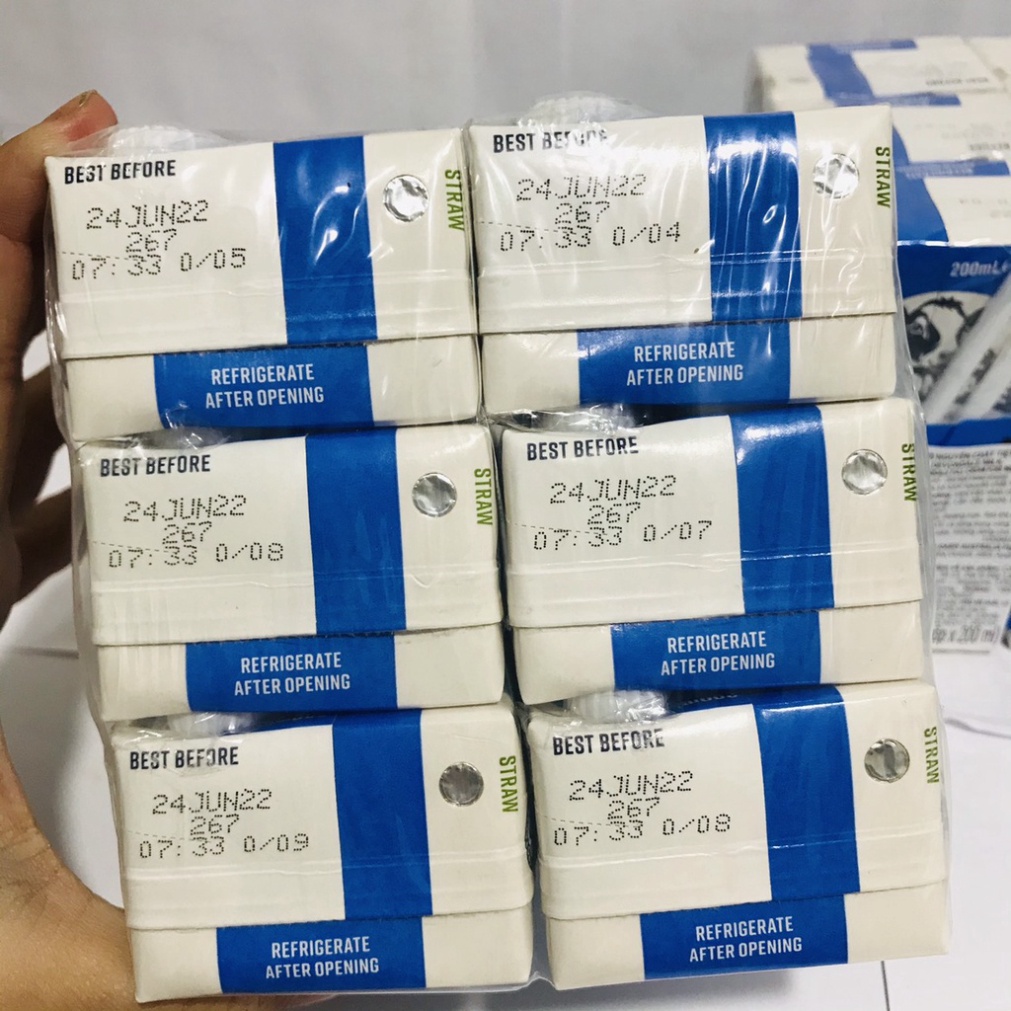 BEST BEFORE
24JUN22
267
07:33 0/05
STRAW
REFRIGERATE
AFTER OPENING
BEST BEFORE
24JUN22
267
07:33 0/04
STRAW
REFRIGERATE
AFTER OPENING
BEST BEFORE
24JUN22
267
07:33 0/08
STRAW
REFRIGERATE
AFTER OPENING
BEST BEFORE
24JUN22
267
07:33 0/07
STRAW
REFRIGERATE
AFTER OPENING
BEST BEFORE
24JUN22
267
07:33 0/09
STRAW
REFRIGERATE
AFTER OPENING
BEST BEFORE
24JUN22
267
07:33 0/08
STRAW
REFRIGERATE
AFTER OPENING
200mL